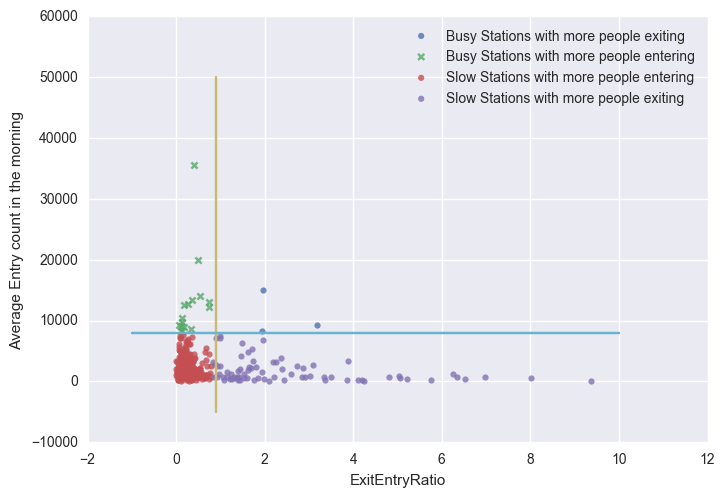 60000
50000
40000
30000
20000
10000
0
−10000
−2
0
2
4
6
8
10
12
Average Entry count in the morning
ExitEntryRatio
Busy Stations with more people exiting
Busy Stations with more people entering
Slow Stations with more people entering
Slow Stations with more people exiting